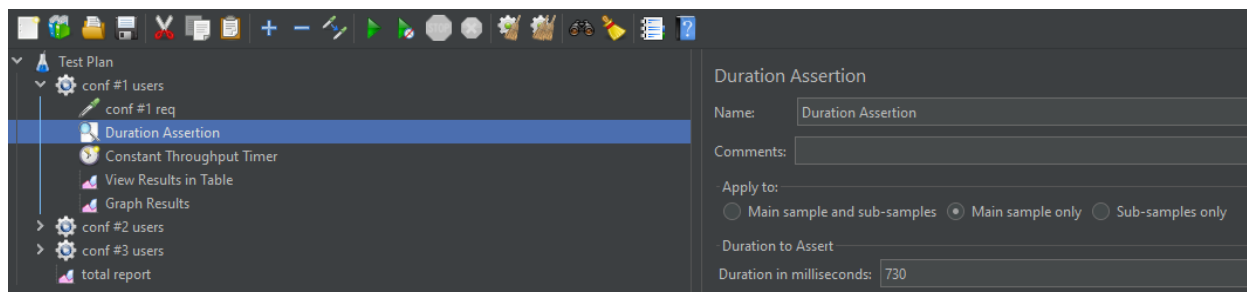 STOP
?
Test Plan
conf #1 users
conf #1 req
Duration Assertion
Constant Throughput Timer
View Results in Table
Graph Results
conf #2 users
conf #3 users
total report
Duration Assertion
Name: Duration Assertion
Comments:
Apply to:
Main sample and sub-samples Main sample only Sub-samples only
Duration to Assert
Duration in milliseconds: 730